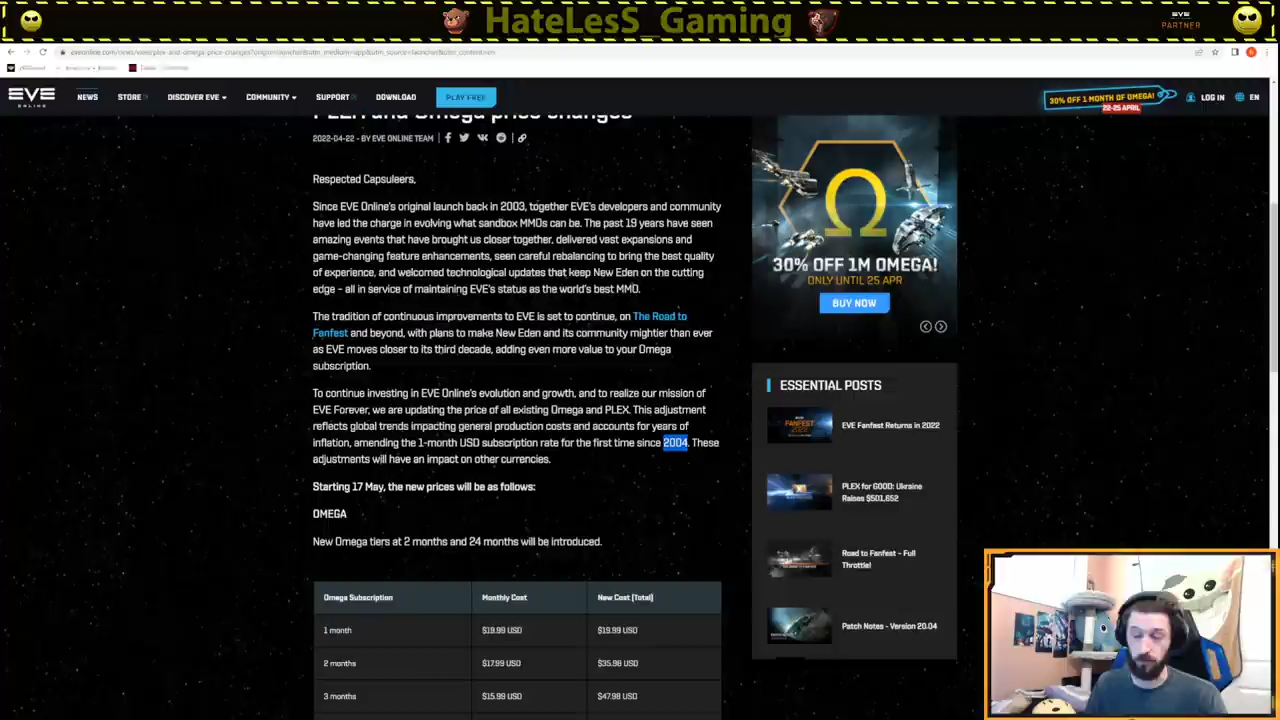 HateLesS_Gaming
EVE
PARTNER
EVE
ONLINE
NEWS
STORE
DISCOVER EVE
COMMUNITY
SUPPORT
DOWNLOAD
PLAY FREE
30% OFF 1 MONTH OF OMEGA!
22-25 APRIL
LOG IN
EN
PLEX and Omega price changes
2022-04-22 - BY EVE ONLINE TEAM
Respected Capsuleers,
Since EVE Online's original launch back in 2003, together EVE's developers and community
have led the charge in evolving what sandbox MMOs can be. The past 19 years have seen
amazing events that have brought us closer together, delivered vast expansions and
game-changing feature enhancements, seen careful rebalancing to bring the best quality
of experience, and welcomed technological updates that keep New Eden on the cutting
edge – all in service of maintaining EVE's status as the world's best MMO.
The tradition of continuous improvements to EVE is set to continue, on The Road to
Fanfest and beyond, with plans to make New Eden and its community mightier than ever
as EVE moves closer to its third decade, adding even more value to your Omega
subscription.
To continue investing in EVE Online's evolution and growth, and to realize our mission of
EVE Forever, we are updating the price of all existing Omega and PLEX. This adjustment
reflects global trends impacting general production costs and accounts for years of
inflation, amending the 1-month USD subscription rate for the first time since 2004. These
adjustments will have an impact on other currencies.
Starting 17 May, the new prices will be as follows:
OMEGA
New Omega tiers at 2 months and 24 months will be introduced.
Omega Subscription Monthly Cost New Cost (Total)
1 month $19.99 USD $19.99 USD
2 months $17.99 USD $35.98 USD
3 months $15.99 USD $47.98 USD
30% OFF 1M OMEGA!
ONLY UNTIL 25 APR
BUY NOW
ESSENTIAL POSTS
EVE Fanfest Returns in 2022
PLEX for GOOD: Ukraine
Raises $501,652
Road to Fanfest – Full
Throttle!
Patch Notes - Version 20.04